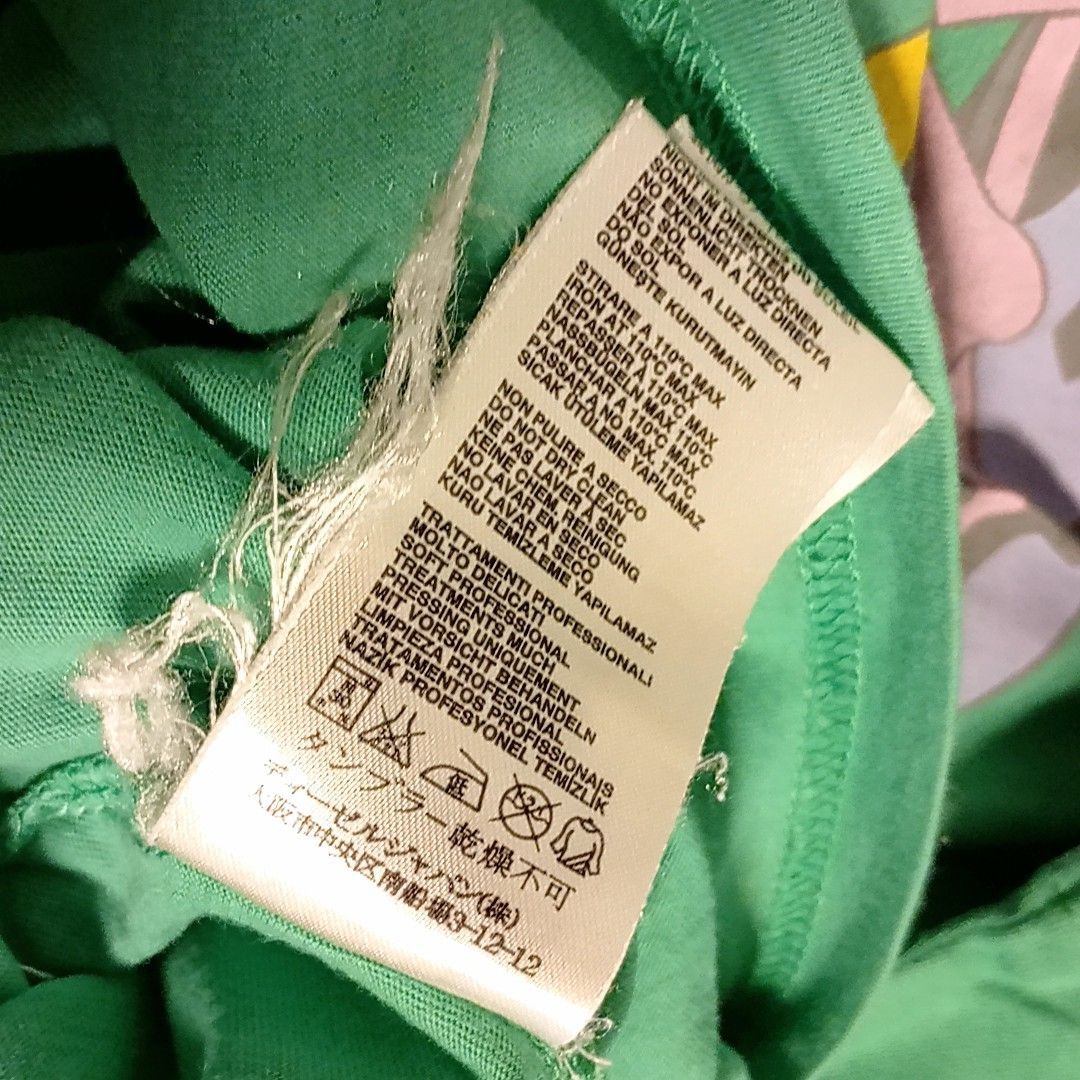 NICHT IM DIREKTEN
SONNENLICHT TROCKNEN
NO EXPONER A LUZ DIRECTA
DEL SOL
NÃO EXPOR A LUZ DIRECTA
DO SOL
GÜNEŞTE KURUTMAYIN
STIRARE A 110°C MAX
IRON AT 110°C MAX
REPASSER A 110°C MAX
NASSBÜGELN MAX 110°C
PLANCHAR A 110°C MAX
PASSAR A NO MAX. 110°C
SICAK ÜTÜLEME YAPILAMAZ
NON PULIRE A SECCO
DO NOT DRY CLEAN
NE PAS LAVER À SEC
KEINE CHEM. REINIGUNG
NO LAVAR EN SECO
NAO LAVAR A SECO
KURU TEMIZLEME YAPILAMAZ
TRATTAMENTI PROFESSIONALI
MOLTO DELICATI
SOFT PROFESSIONAL
TREATMENTS MUCH
PRESSING UNIQUEMENT
MIT VORSICHT BEHANDELN
LIMPIEZA PROFESIONAL
TRATAMENTOS PROFISSIONAIS
NAZIK PROFESYONEL TEMIZLIK
低
タンブラー乾燥不可
ディーゼルジャパン(株)
大阪市中央区南船場3-12-12